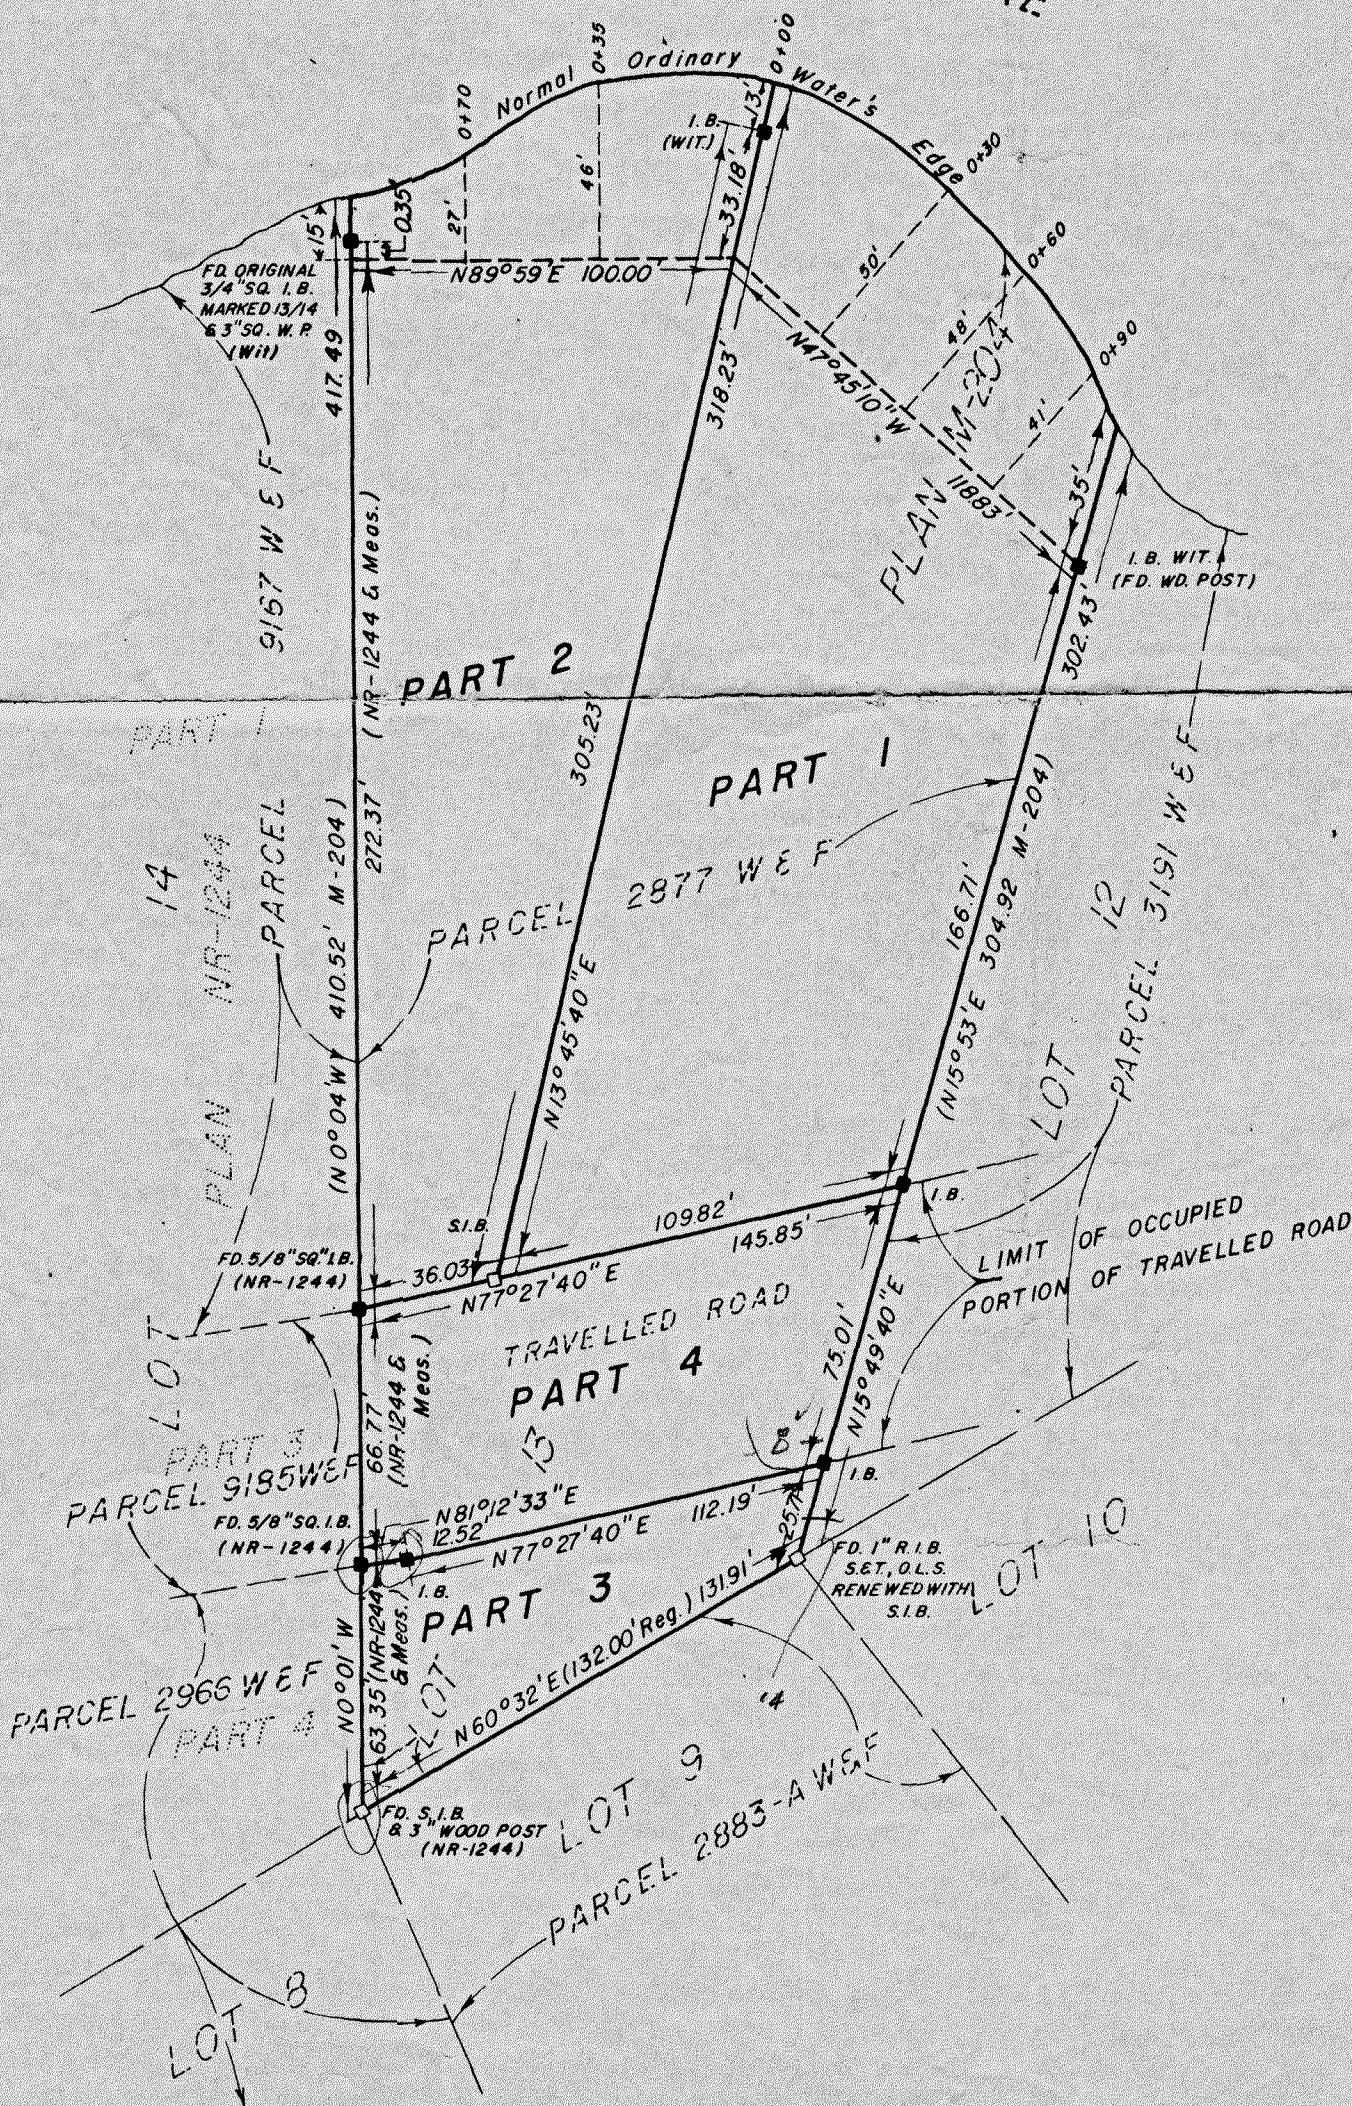 0+00
0+35
Normal Ordinary Water's Edge
0+70
13'
I. B.
(WIT.)
0+30
46'
33.18'
27'
0.35'
15'
50'
0+60
FD. ORIGINAL
3/4" SQ. I. B.
MARKED 13/14
& 3" SQ. W. P.
(Wit)
N89°59'E 100.00'
48'
0+90
417.49
318.23'
N47°45'10"W
118.83'
41'
35'
PLAN M-204
I. B. WIT.
(FD. WD. POST)
9167 W & F
(NR-1244 & Meas.)
302.43'
PART 2
PART 1
305.23'
PART 1
PARCEL
14
PLAN NR-1244
410.52' M-204)
272.37'
PARCEL 2877 W & F
166.71'
304.92 M-204)
12
PARCEL 3191 W & F
(N0°04'W
N13°45'40"E
(N15°53'E
LOT
S.I.B.
109.82'
145.85'
I. B.
FD. 5/8" SQ. I.B.
(NR-1244)
36.03'
N77°27'40"E
LIMIT OF OCCUPIED
PORTION OF TRAVELLED ROAD
TRAVELLED ROAD
PART 4
75.01'
N15°49'40"E
LOT
66.77'
(NR-1244 &
Meas.)
13
PART 3
PARCEL 9185 W & F
I. B.
FD. 5/8" SQ. I.B.
(NR-1244)
N81°12'33"E
12.52'
N77°27'40"E
112.19'
LOT 10
I. B.
FD. 1" R.I.B.
S.&T., O.L.S.
RENEWED WITH
S.I.B.
PART 3
N0°01'W
63.35' (NR-1244
& Meas.)
LOT
N60°32'E (132.00' Reg.) 131.91'
PARCEL 2966 W & F
PART 4
FD. S.I.B.
& 3" WOOD POST
(NR-1244)
LOT 9
PARCEL 2883-A W & F
LOT 8